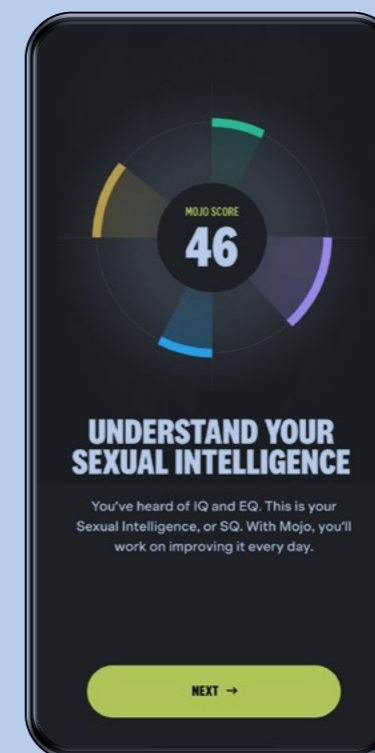 MOJO SCORE
46
UNDERSTAND YOUR
SEXUAL INTELLIGENCE
You've heard of IQ and EQ. This is your
Sexual Intelligence, or SQ. With Mojo, you'll
work on improving it every day.
NEXT →